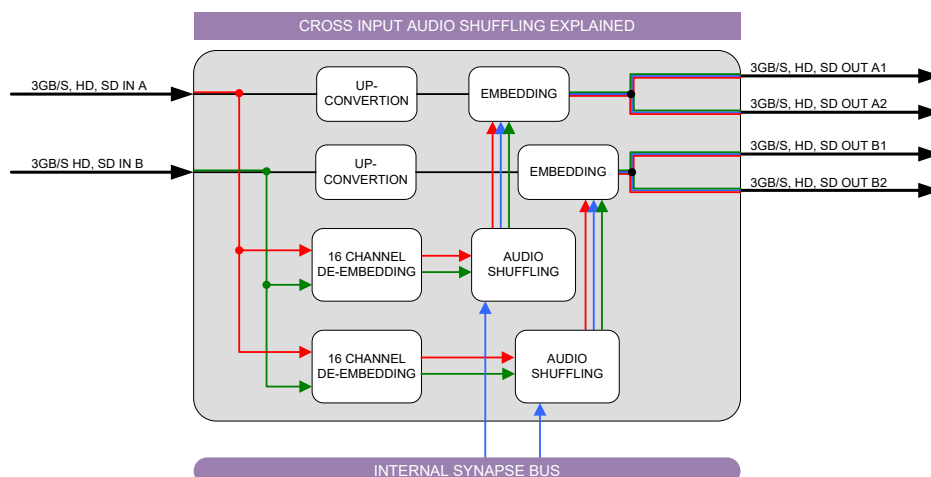 CROSS INPUT AUDIO SHUFFLING EXPLAINED
3GB/S, HD, SD IN A
UP-
CONVERTION
EMBEDDING
3GB/S, HD, SD OUT A1
3GB/S, HD, SD OUT A2
3GB/S HD, SD IN B
UP-
CONVERTION
EMBEDDING
3GB/S, HD, SD OUT B1
3GB/S, HD, SD OUT B2
16 CHANNEL
DE-EMBEDDING
AUDIO
SHUFFLING
16 CHANNEL
DE-EMBEDDING
AUDIO
SHUFFLING
INTERNAL SYNAPSE BUS